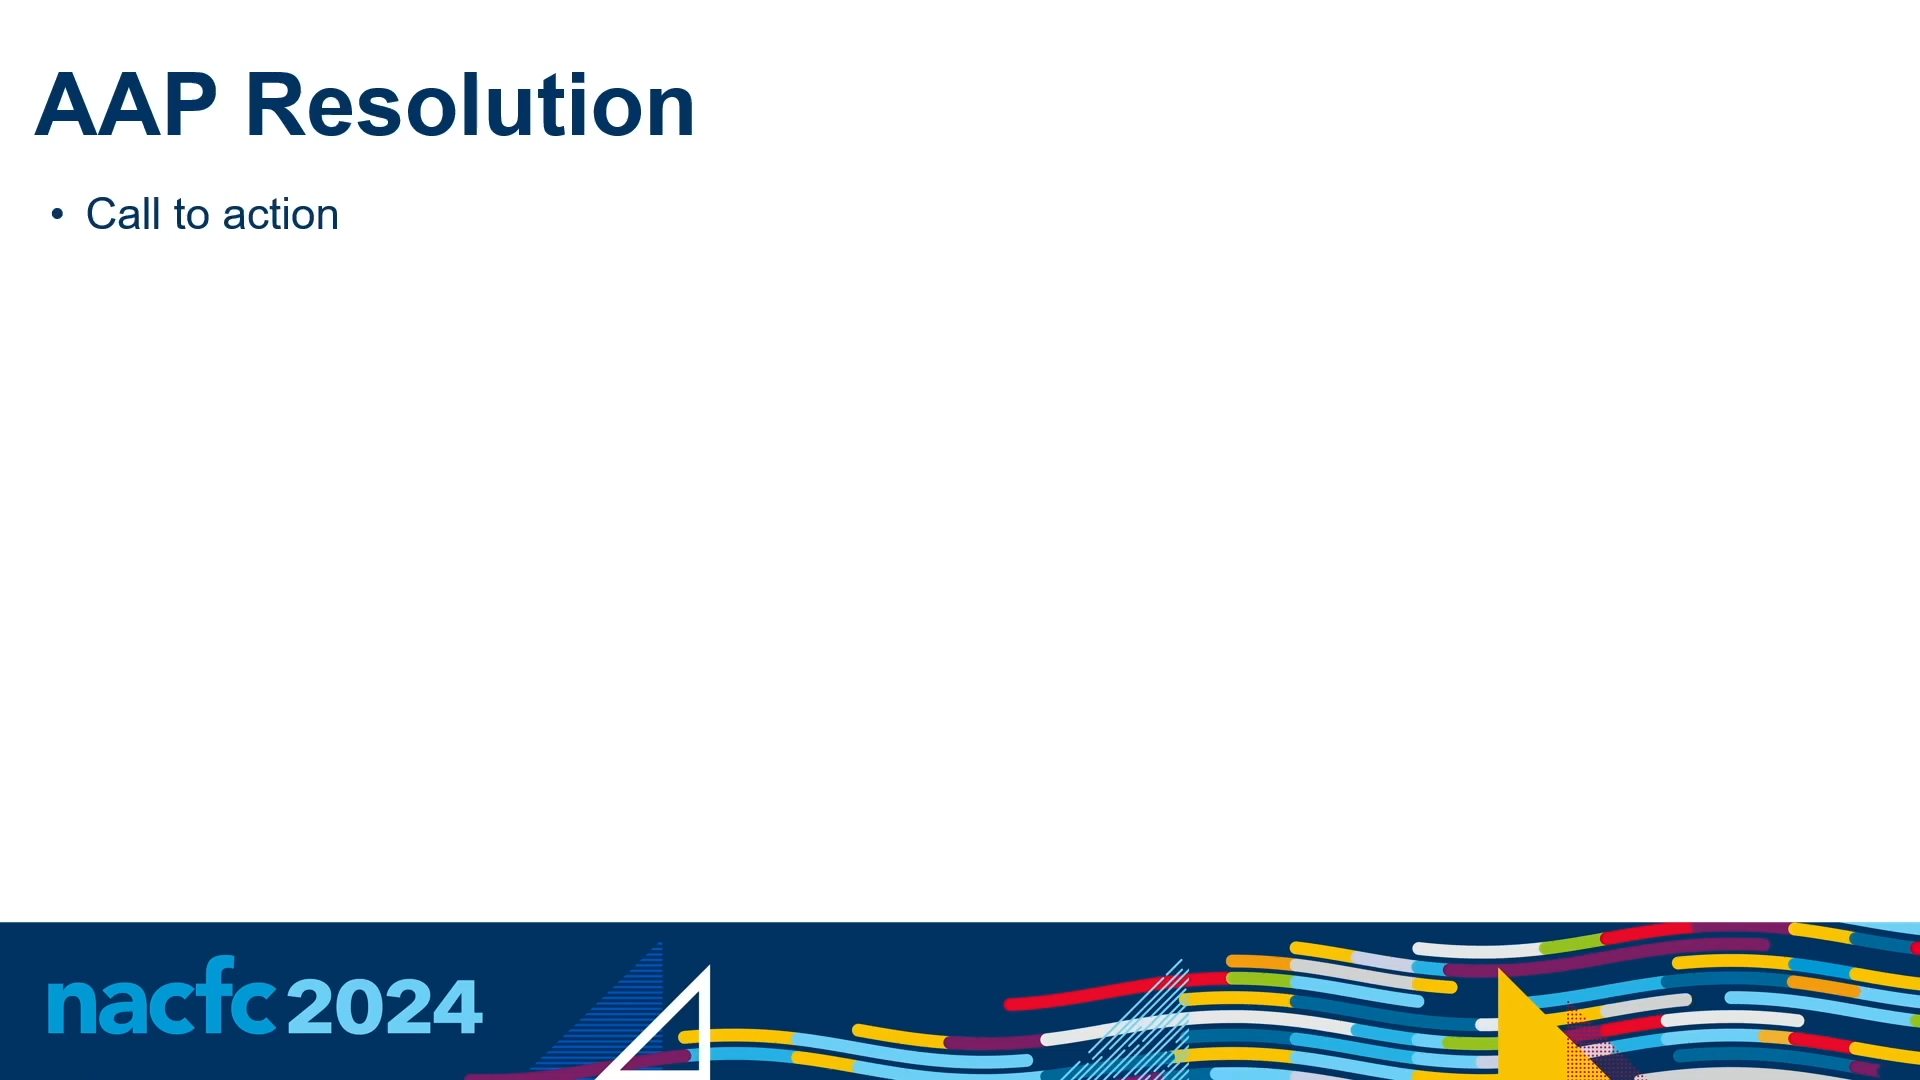 AAP Resolution
• Call to action
nacfc 2024